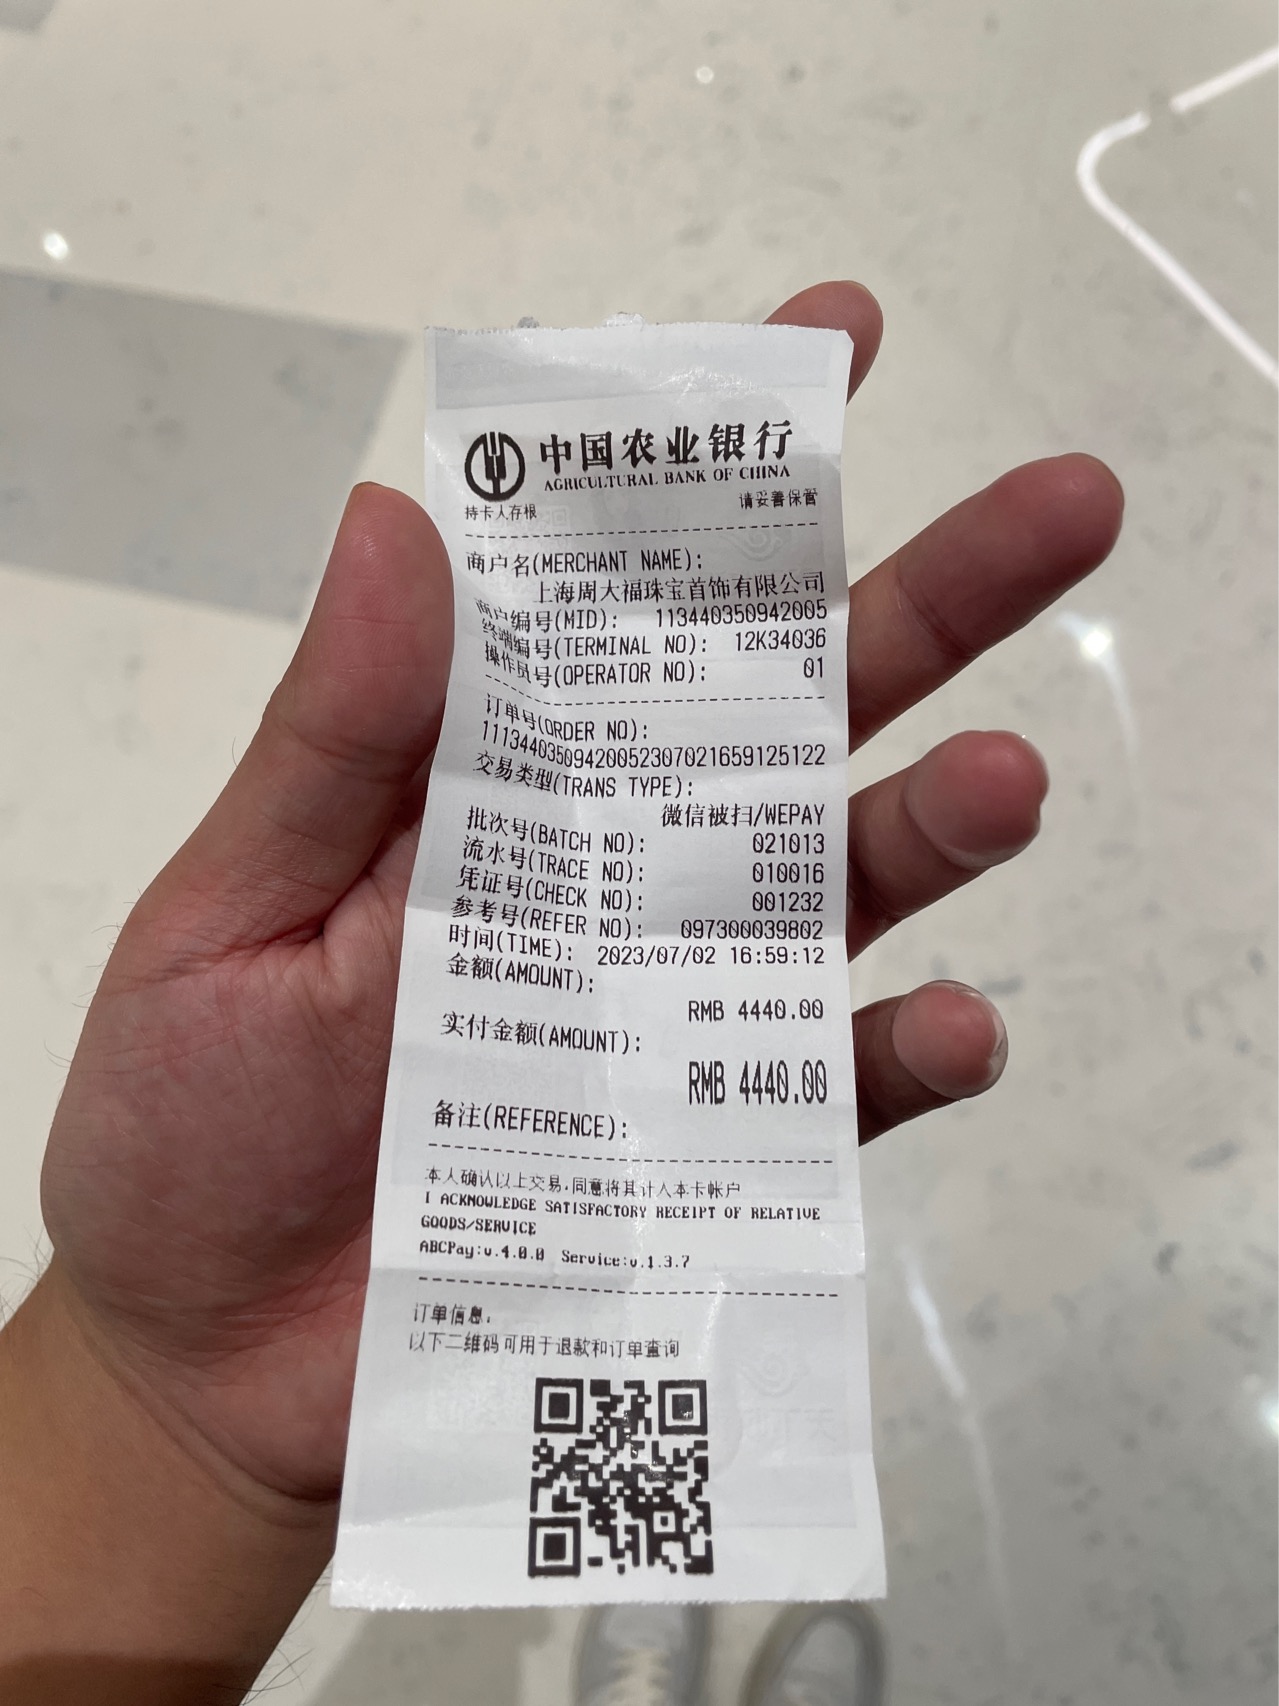 中国农业银行
AGRICULTURAL BANK OF CHINA
持卡人存根 请妥善保管
商户名(MERCHANT NAME):
上海周大福珠宝首饰有限公司
商户编号(MID): 113440350942005
终端编号(TERMINAL NO): 12K34036
操作员号(OPERATOR NO): 01
订单号(ORDER NO):
11134403509420052307021659125122
交易类型(TRANS TYPE):
微信被扫/WEPAY
批次号(BATCH NO): 021013
流水号(TRACE NO): 010016
凭证号(CHECK NO): 001232
参考号(REFER NO): 097300039802
时间(TIME): 2023/07/02 16:59:12
金额(AMOUNT):
RMB 4440.00
实付金额(AMOUNT):
RMB 4440.00
备注(REFERENCE):
本人确认以上交易,同意将其计入本卡帐户
I ACKNOWLEDGE SATISFACTORY RECEIPT OF RELATIVE
GOODS/SERVICE
ABCPay:v.4.0.0 Service:v.1.3.7
订单信息:
以下二维码可用于退款和订单查询